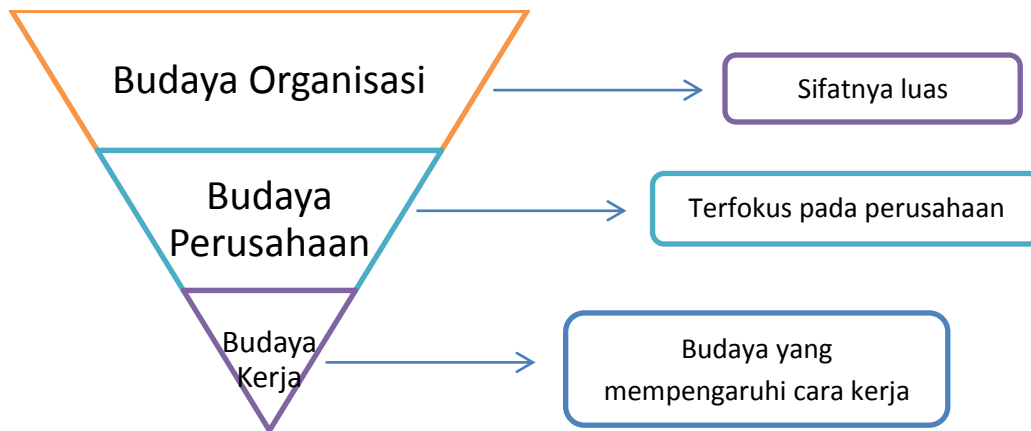 Budaya Organisasi
Sifatnya luas
Budaya
Perusahaan
Terfokus pada perusahaan
Budaya
Kerja
Budaya yang
mempengaruhi cara kerja